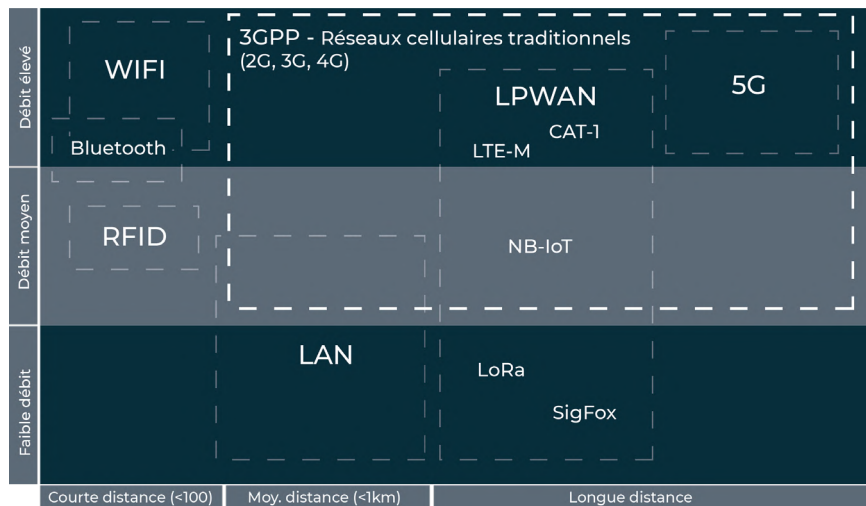 Débit élevé
Débit moyen
Faible débit
WIFI
Bluetooth
RFID
3GPP - Réseaux cellulaires traditionnels
(2G, 3G, 4G)
LPWAN
CAT-1
LTE-M
5G
NB-IoT
LAN
LoRa
SigFox
Courte distance (<100)
Moy. distance (<1km)
Longue distance